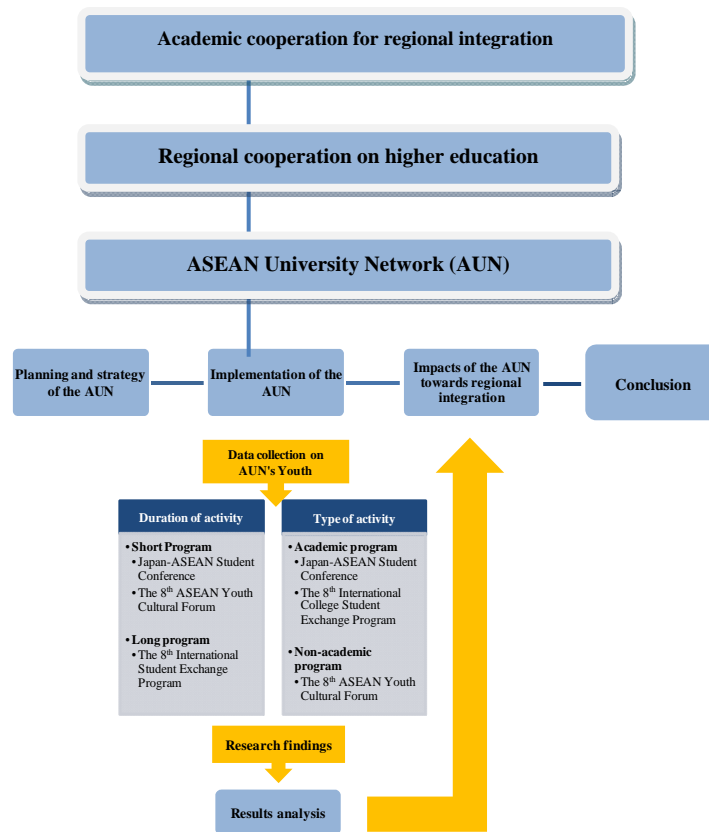 Academic cooperation for regional integration
Regional cooperation on higher education
ASEAN University Network (AUN)
Planning and strategy
of the AUN
Implementation of the
AUN
Impacts of the AUN
towards regional
integration
Conclusion
Data collection on
AUN's Youth
Duration of activity
• Short Program
• Japan-ASEAN Student
Conference
• The 8th ASEAN Youth
Cultural Forum
• Long program
• The 8th International
Student Exchange
Program
Type of activity
• Academic program
• Japan-ASEAN Student
Conference
• The 8th International
College Student
Exchange Program
• Non-academic
program
• The 8th ASEAN Youth
Cultural Forum
Research findings
Results analysis